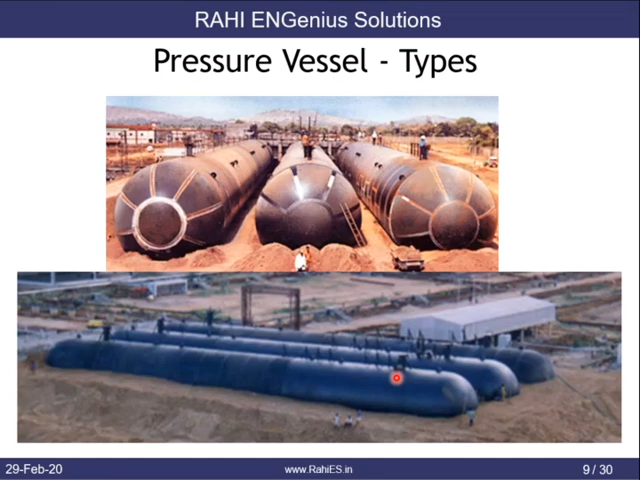 RAHI ENGenius Solutions
Pressure Vessel - Types
29-Feb-20
www.RahiES.in
9 / 30